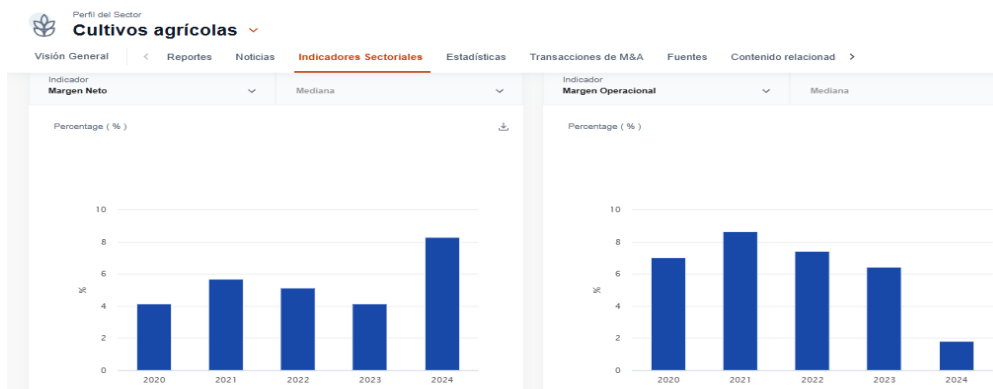 Perfil del Sector
Cultivos agrícolas
Visión General < Reportes Noticias Indicadores Sectoriales Estadísticas Transacciones de M&A Fuentes Contenido relacionad >
Indicador
Margen Neto Mediana
Percentage ( % )
10
8
6
4
2
0
%
2020 2021 2022 2023 2024
Indicador
Margen Operacional Mediana
Percentage ( % )
10
8
6
4
2
0
%
2020 2021 2022 2023 2024